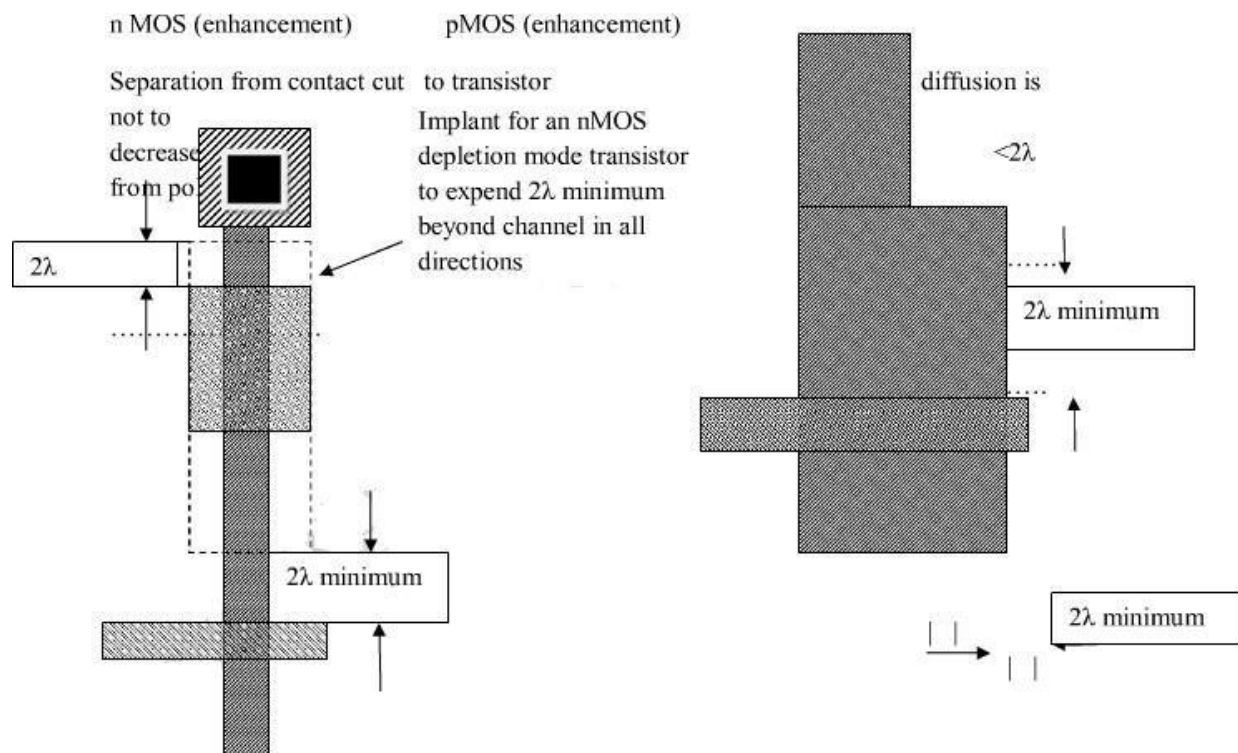 n MOS (enhancement) pMOS (enhancement)
Separation from contact cut to transistor
diffusion is
not to
decrease
from po
Implant for an nMOS
depletion mode transistor
to expend 2λ minimum
beyond channel in all
directions
<2λ
2λ
2λ minimum
2λ minimum
2λ minimum